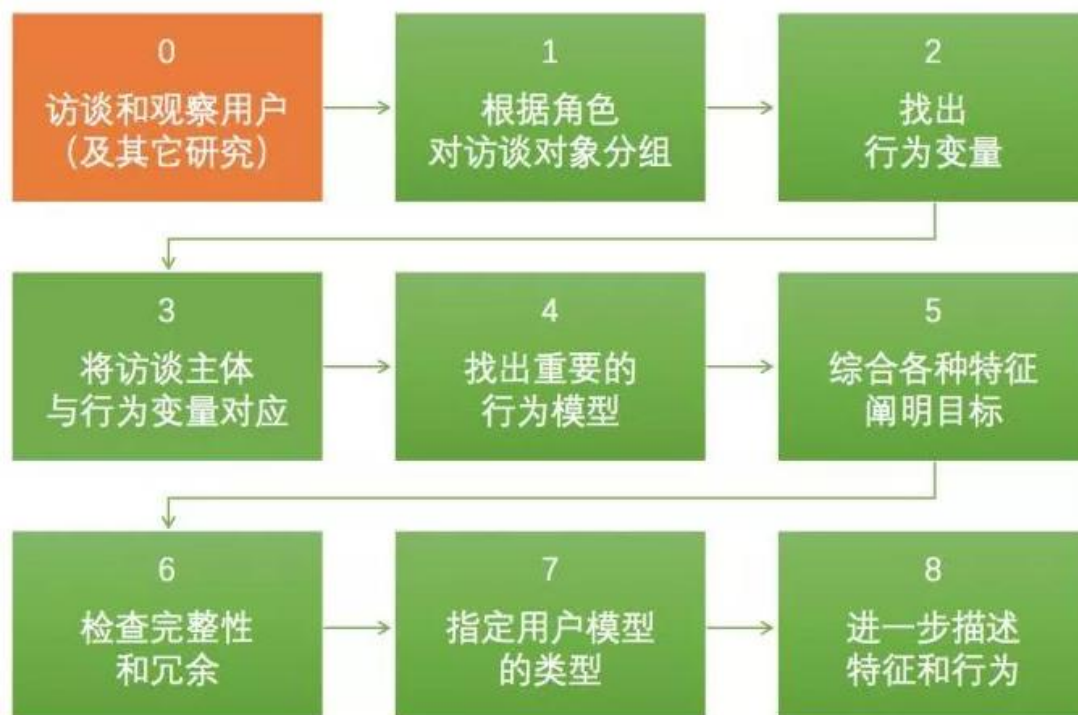 0
访谈和观察用户
（及其它研究）
1
根据角色
对访谈对象分组
2
找出
行为变量
3
将访谈主体
与行为变量对应
4
找出重要的
行为模型
5
综合各种特征
阐明目标
6
检查完整性
和冗余
7
指定用户模型
的类型
8
进一步描述
特征和行为